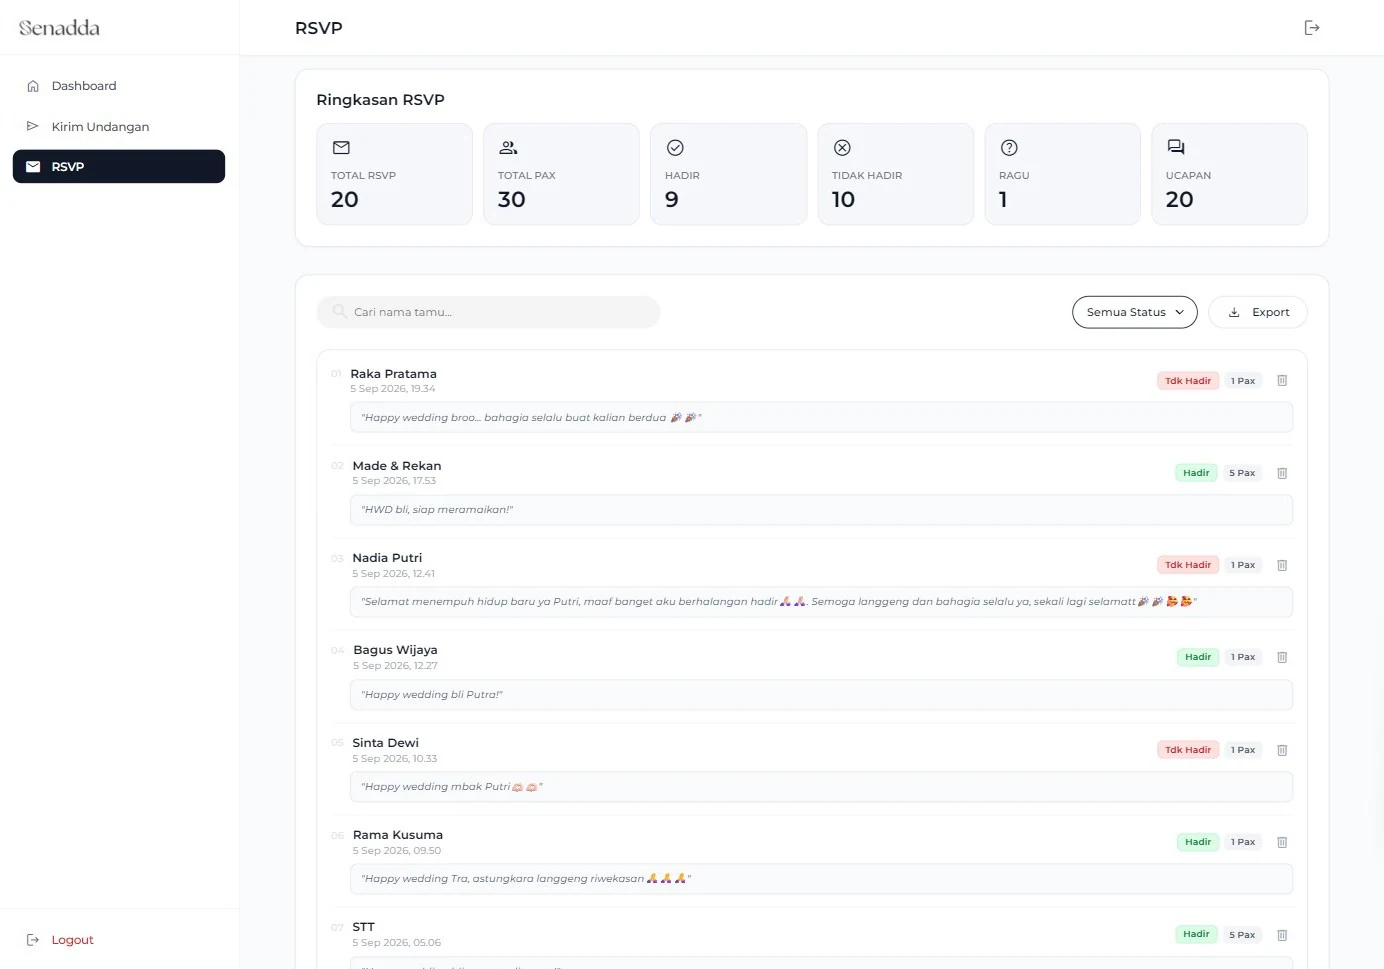 Senadda
RSVP
Dashboard
Kirim Undangan
RSVP
Logout
Ringkasan RSVP
TOTAL RSVP
20
TOTAL PAX
30
HADIR
9
TIDAK HADIR
10
RAGU
1
UCAPAN
20
Cari nama tamu...
Semua Status
Export
01 Raka Pratama
5 Sep 2026, 19.34
Tdk Hadir 1 Pax
"Happy wedding broo... bahagia selalu buat kalian berdua 🎉🎉"
02 Made & Rekan
5 Sep 2026, 17.53
Hadir 5 Pax
"HWD bli, siap meramaikan!"
03 Nadia Putri
5 Sep 2026, 12.41
Tdk Hadir 1 Pax
"Selamat menempuh hidup baru ya Putri, maaf banget aku berhalangan hadir🙏🏻🙏🏻. Semoga langgeng dan bahagia selalu ya, sekali lagi selamatt🎉🎉🥰🥰"
04 Bagus Wijaya
5 Sep 2026, 12.27
Hadir 1 Pax
"Happy wedding bli Putra!"
05 Sinta Dewi
5 Sep 2026, 10.33
Tdk Hadir 1 Pax
"Happy wedding mbak Putri🫶🏻🫶🏻"
06 Rama Kusuma
5 Sep 2026, 09.50
Hadir 1 Pax
"Happy wedding Tra, astungkara langgeng riwekasan🙏🙏🙏"
07 STT
5 Sep 2026, 05.06
Hadir 5 Pax